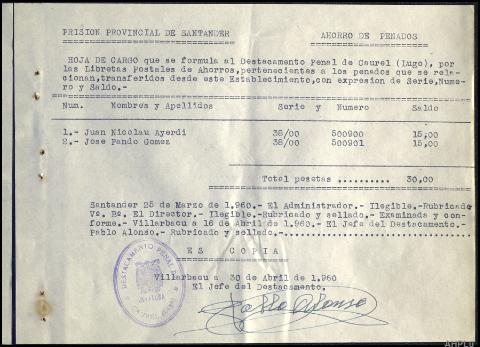 PRISION PROVINCIAL DE SANTANDER AHORRO DE PENADOS
HOJA DE CARGO que se formula al Destacamento Penal de Caurel (Lugo), por
las Libretas Postales de Ahorros,pertenecientes a los penados que se rela-
cionan,transferidos desde este Establecimiento,con expresion de Serie,Nume-
ro y Saldo.-
Num. Nombres y Apellidos Serie y Numero Saldo
1.- Juan Nicolau Ayerdi 38/00 500900 15,00
2.- Jose Pando Gomez 38/00 500901 15,00
Total pesetas .......... 30,00
Santander 25 de Marzo de 1.960.- El Administrador.- Ilegible.-Rubricado
Vº. Bº. El Director.- Ilegible.-Rubricado y sellado.- Examinada y con-
forme.- Villarbacu a 16 de Abril de 1.960.- El Jefe del Destacamento.-
Pablo Alonso.- Rubricado y sellado.-
ES COPIA
Villarbacu a 30 de Abril de 1.960
El Jefe del Destacamento.
Pablo Alonso
DESTACAMENTO PENAL
AHPLU